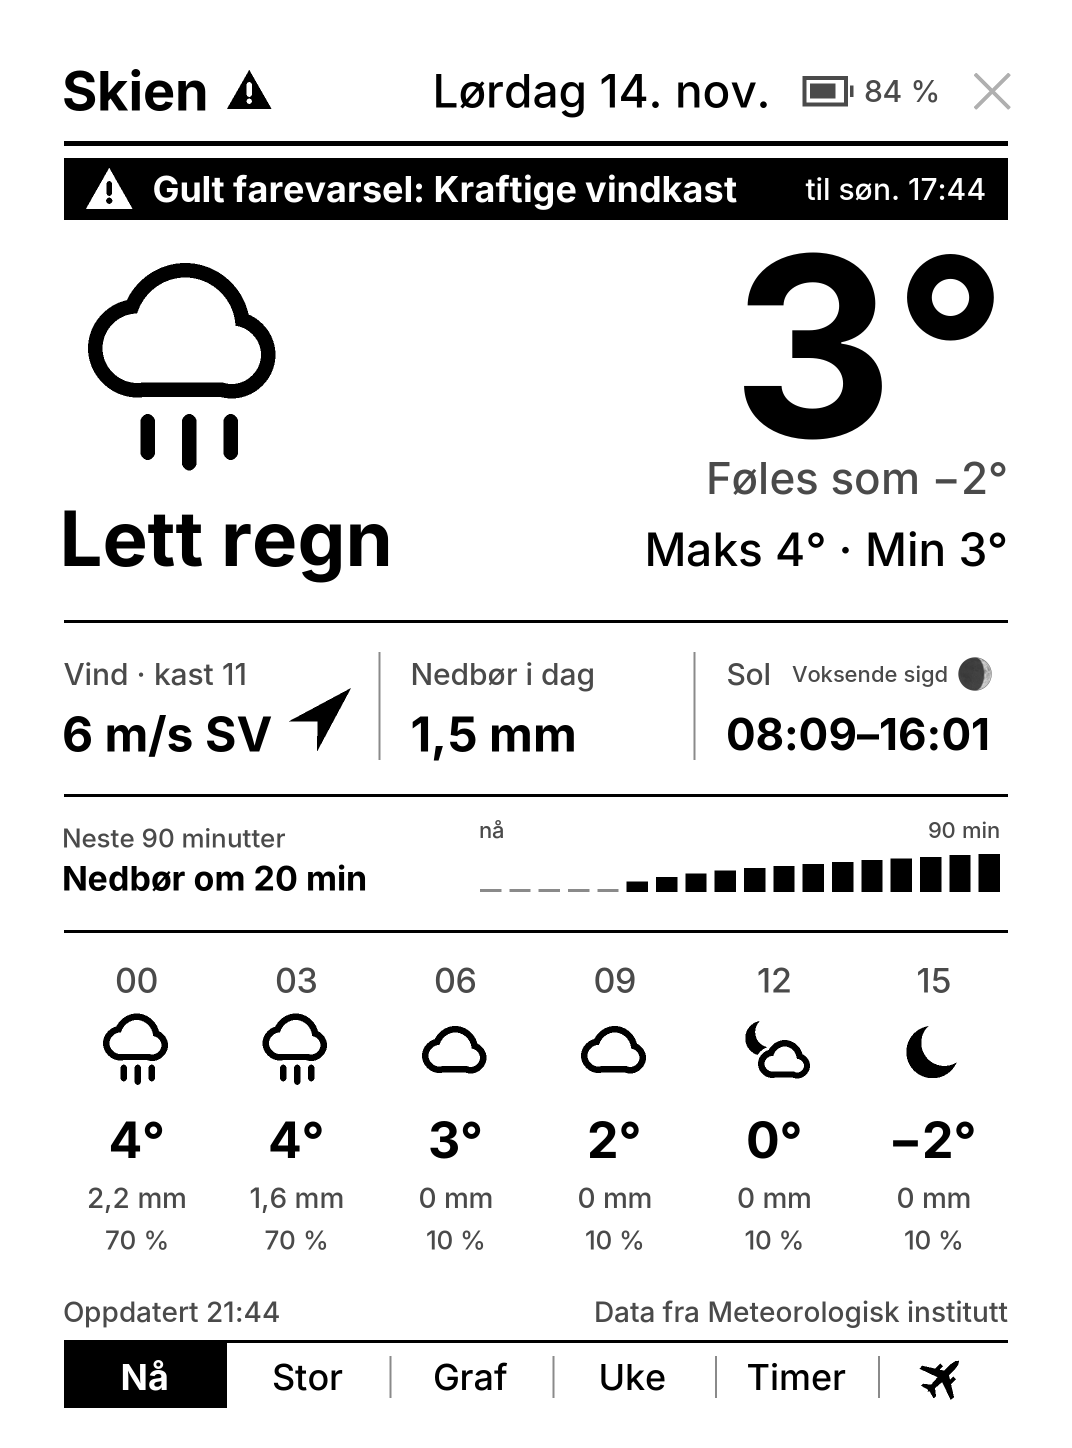 Skien Lørdag 14. nov. 84 %
Gult farevarsel: Kraftige vindkast til søn. 17:44
3°
Føles som −2°
Lett regn Maks 4° · Min 3°
Vind · kast 11 Nedbør i dag Sol Voksende sigd
6 m/s SV 1,5 mm 08:09–16:01
nå 90 min
Neste 90 minutter
Nedbør om 20 min
00 03 06 09 12 15
4° 4° 3° 2° 0° −2°
2,2 mm 1,6 mm 0 mm 0 mm 0 mm 0 mm
70 % 70 % 10 % 10 % 10 % 10 %
Oppdatert 21:44 Data fra Meteorologisk institutt
Nå Stor Graf Uke Timer